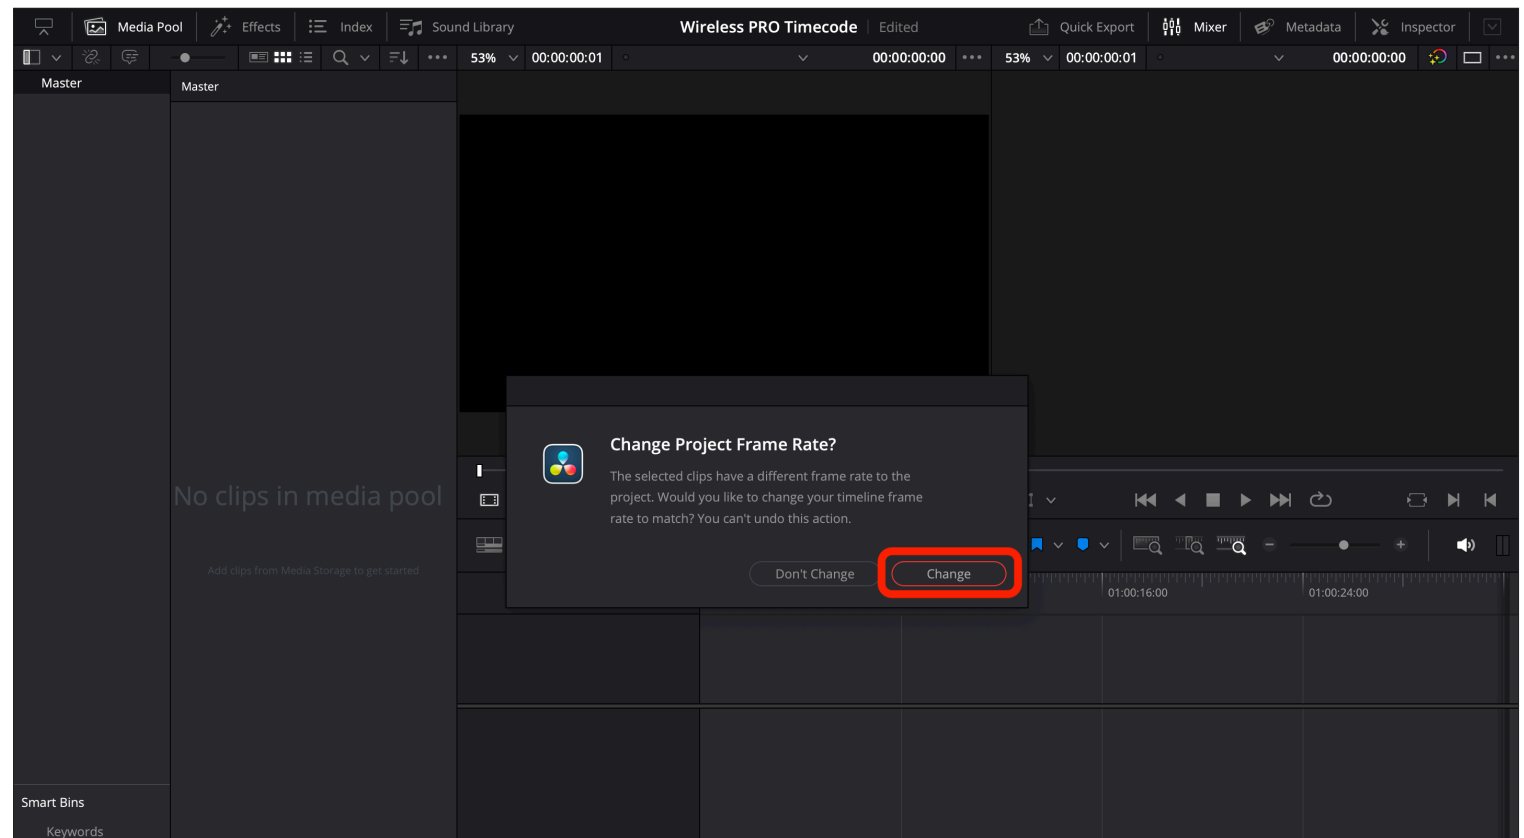 Media Pool Effects Index Sound Library Wireless PRO Timecode Edited Quick Export Mixer Metadata Inspector
53% 00:00:00:01 00:00:00:00 53% 00:00:00:01 00:00:00:00
Master
Master
Change Project Frame Rate?
The selected clips have a different frame rate to the
project. Would you like to change your timeline frame
rate to match? You can't undo this action.
Don't Change Change
No clips in media pool
Add clips from Media Storage to get started
01:00:16:00 01:00:24:00
Smart Bins
Keywords